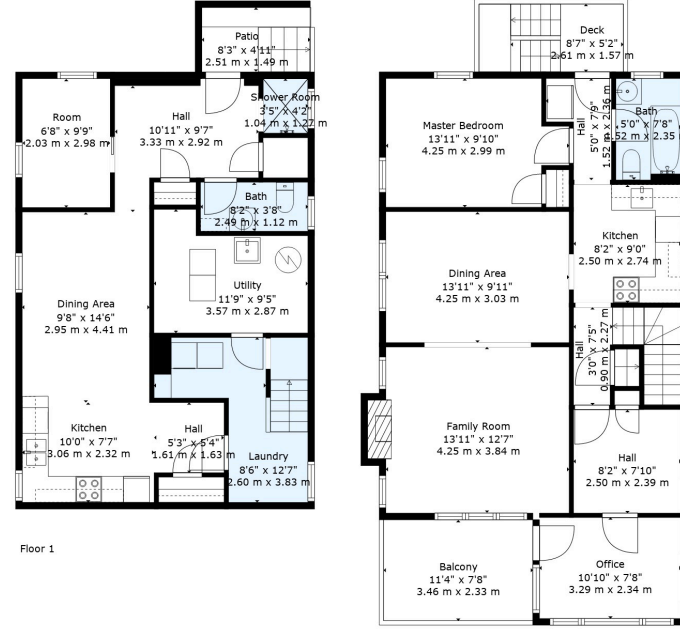 Patio
8'3" x 4'11"
2.51 m x 1.49 m
Room
6'8" x 9'9"
2.03 m x 2.98 m
Hall
10'11" x 9'7"
3.33 m x 2.92 m
Shower Room
3'5" x 4'2"
1.04 m x 1.27 m
Bath
8'2" x 3'8"
2.49 m x 1.12 m
Utility
11'9" x 9'5"
3.57 m x 2.87 m
Dining Area
9'8" x 14'6"
2.95 m x 4.41 m
Kitchen
10'0" x 7'7"
3.06 m x 2.32 m
Hall
5'3" x 5'4"
1.61 m x 1.63 m
Laundry
8'6" x 12'7"
2.60 m x 3.83 m
Floor 1
Deck
8'7" x 5'2"
2.61 m x 1.57 m
Master Bedroom
13'11" x 9'10"
4.25 m x 2.99 m
Hall
5'0" x 7'9"
1.52 m x 2.36 m
Bath
5'0" x 7'8"
1.52 m x 2.35
Kitchen
8'2" x 9'0"
2.50 m x 2.74 m
Dining Area
13'11" x 9'11"
4.25 m x 3.03 m
Hall
3'0" x 7'5"
0.90 m x 2.27 m
Family Room
13'11" x 12'7"
4.25 m x 3.84 m
Hall
8'2" x 7'10"
2.50 m x 2.39 m
Balcony
11'4" x 7'8"
3.46 m x 2.33 m
Office
10'10" x 7'8"
3.29 m x 2.34 m